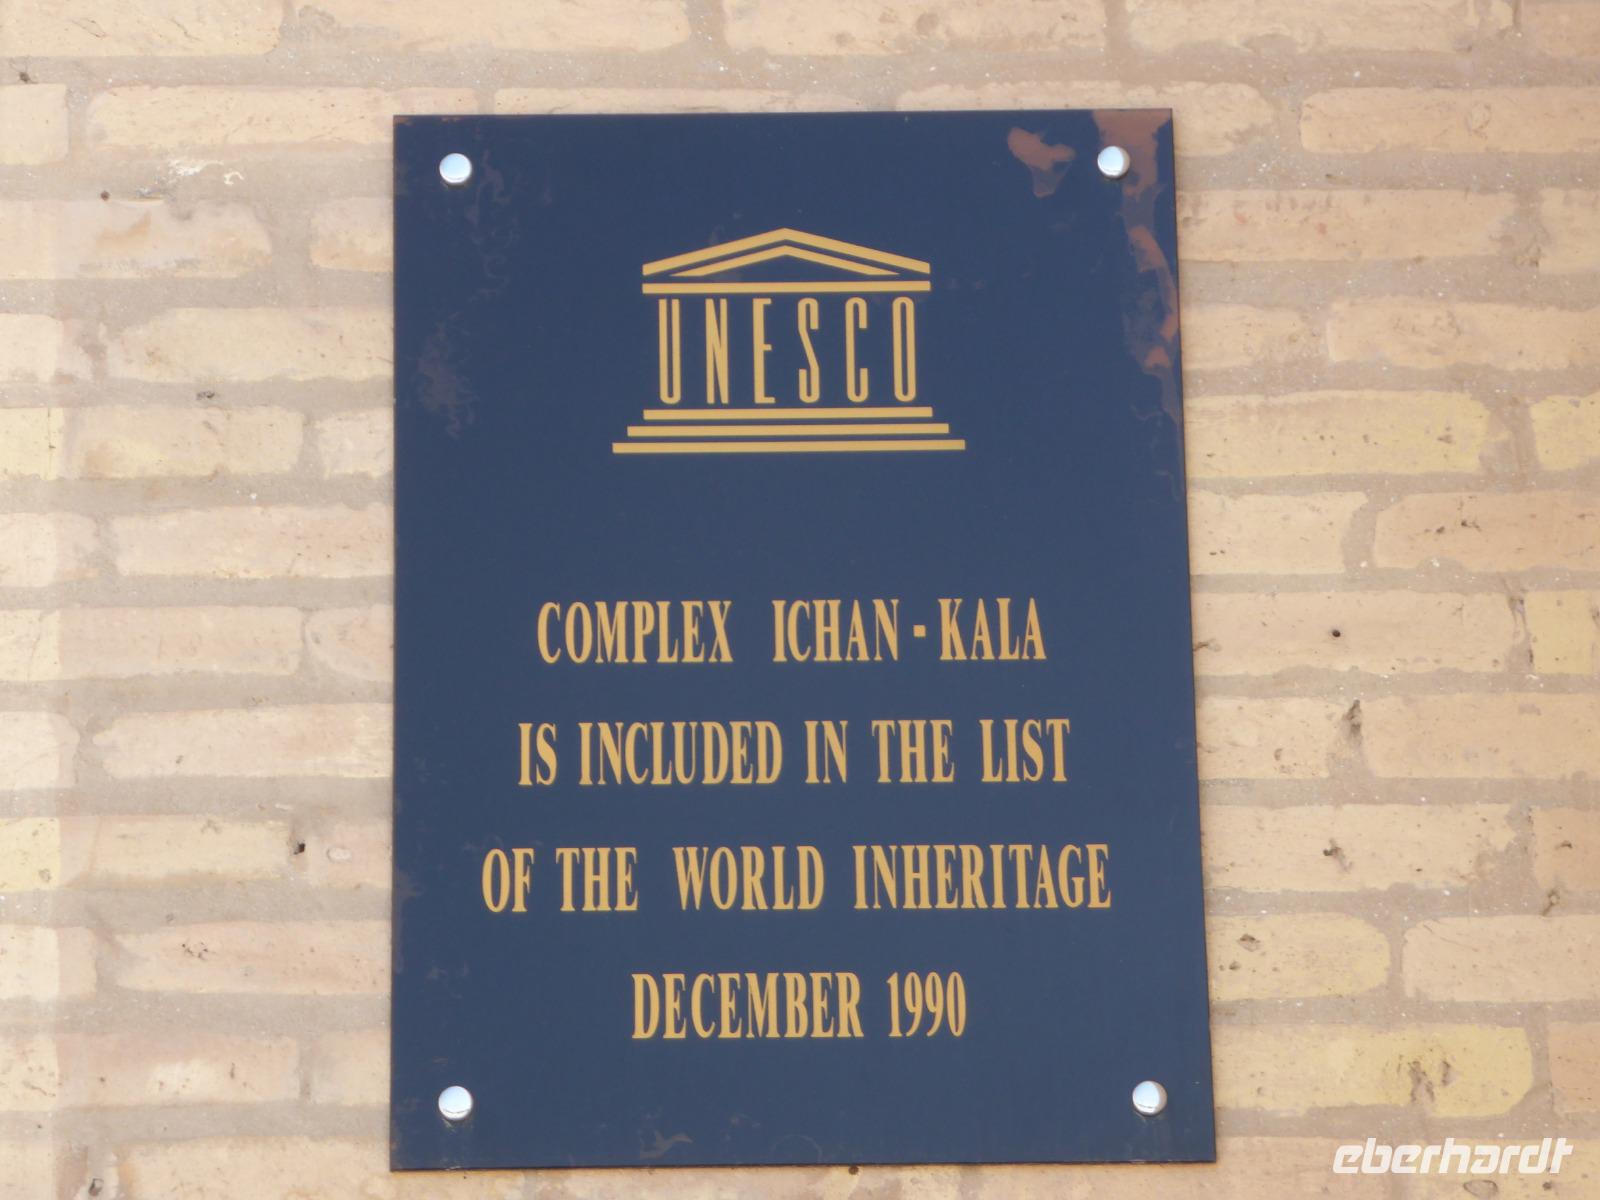 UNESCO
COMPLEX ICHAN-KALA
IS INCLUDED IN THE LIST
OF THE WORLD INHERITAGE
DECEMBER 1990
eberhardt